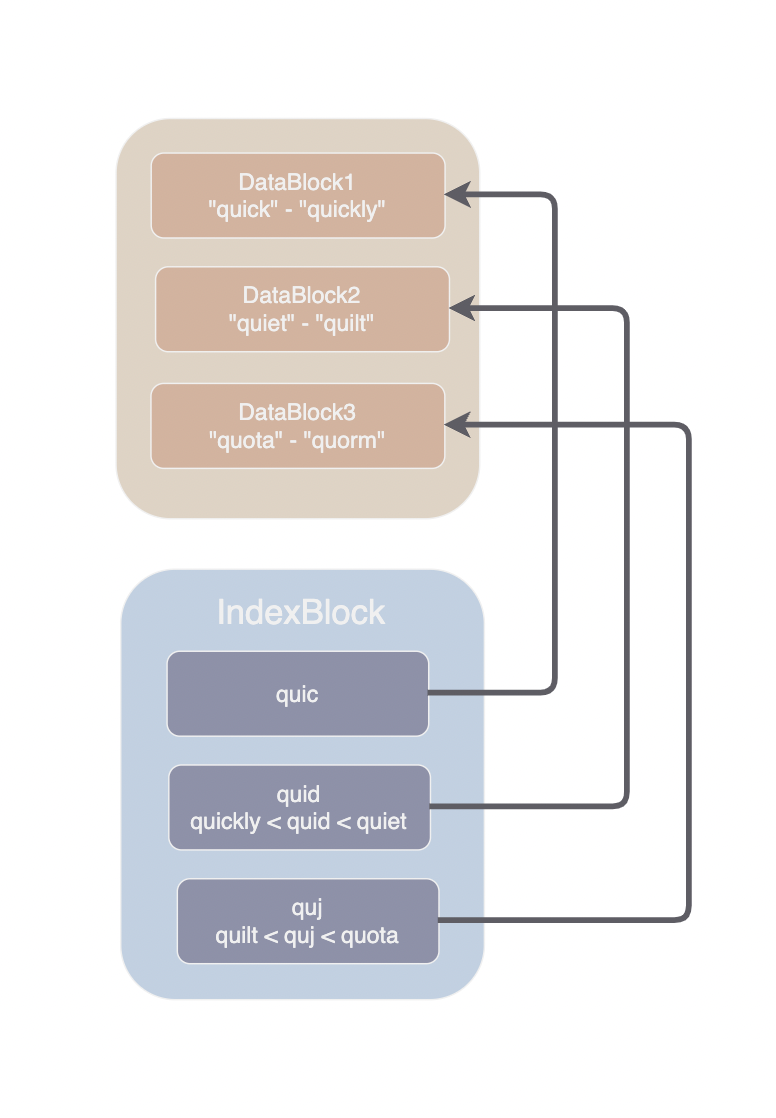 DataBlock1
"quick" - "quickly"
DataBlock2
"quiet" - "quilt"
DataBlock3
"quota" - "quorm"
IndexBlock
quic
quid
quickly < quid < quiet
quj
quilt < quj < quota